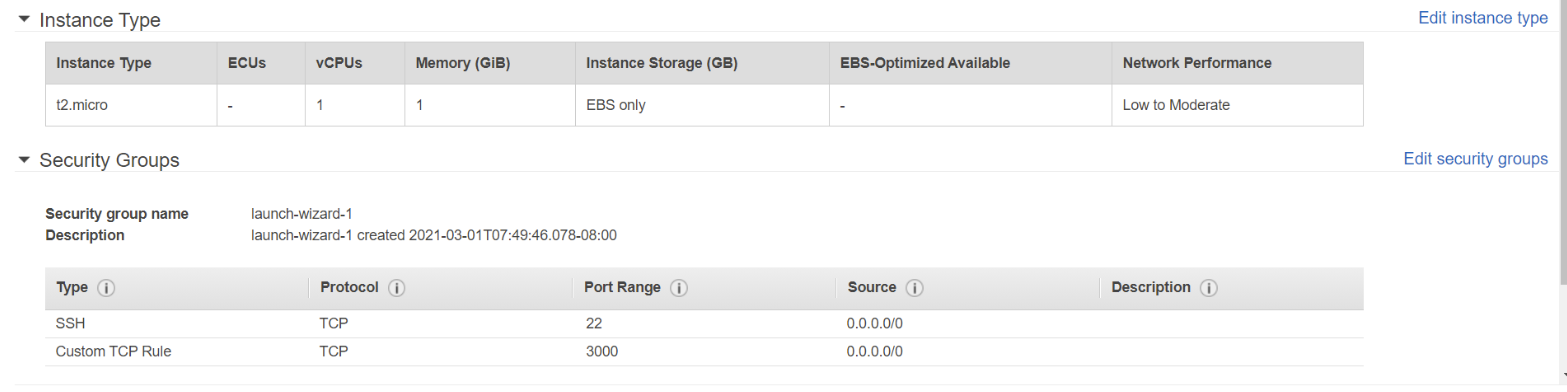 Instance Type Edit instance type
Instance Type ECUs vCPUs Memory (GiB) Instance Storage (GB) EBS-Optimized Available Network Performance
t2.micro - 1 1 EBS only - Low to Moderate
Security Groups Edit security groups
Security group name launch-wizard-1
Description launch-wizard-1 created 2021-03-01T07:49:46.078-08:00
Type Protocol Port Range Source Description
SSH TCP 22 0.0.0.0/0
Custom TCP Rule TCP 3000 0.0.0.0/0